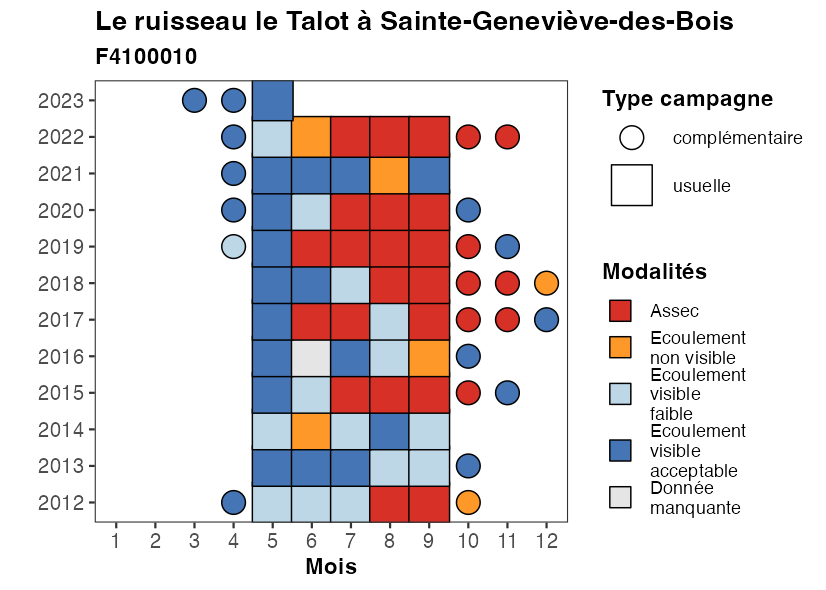 Le ruisseau le Talot à Sainte-Geneviève-des-Bois
F4100010
2023
2022
2021
2020
2019
2018
2017
2016
2015
2014
2013
2012
1 2 3 4 5 6 7 8 9 10 11 12
Mois
Type campagne
complémentaire
usuelle
Modalités
Assec
Ecoulement
non visible
Ecoulement
visible
faible
Ecoulement
visible
acceptable
Donnée
manquante